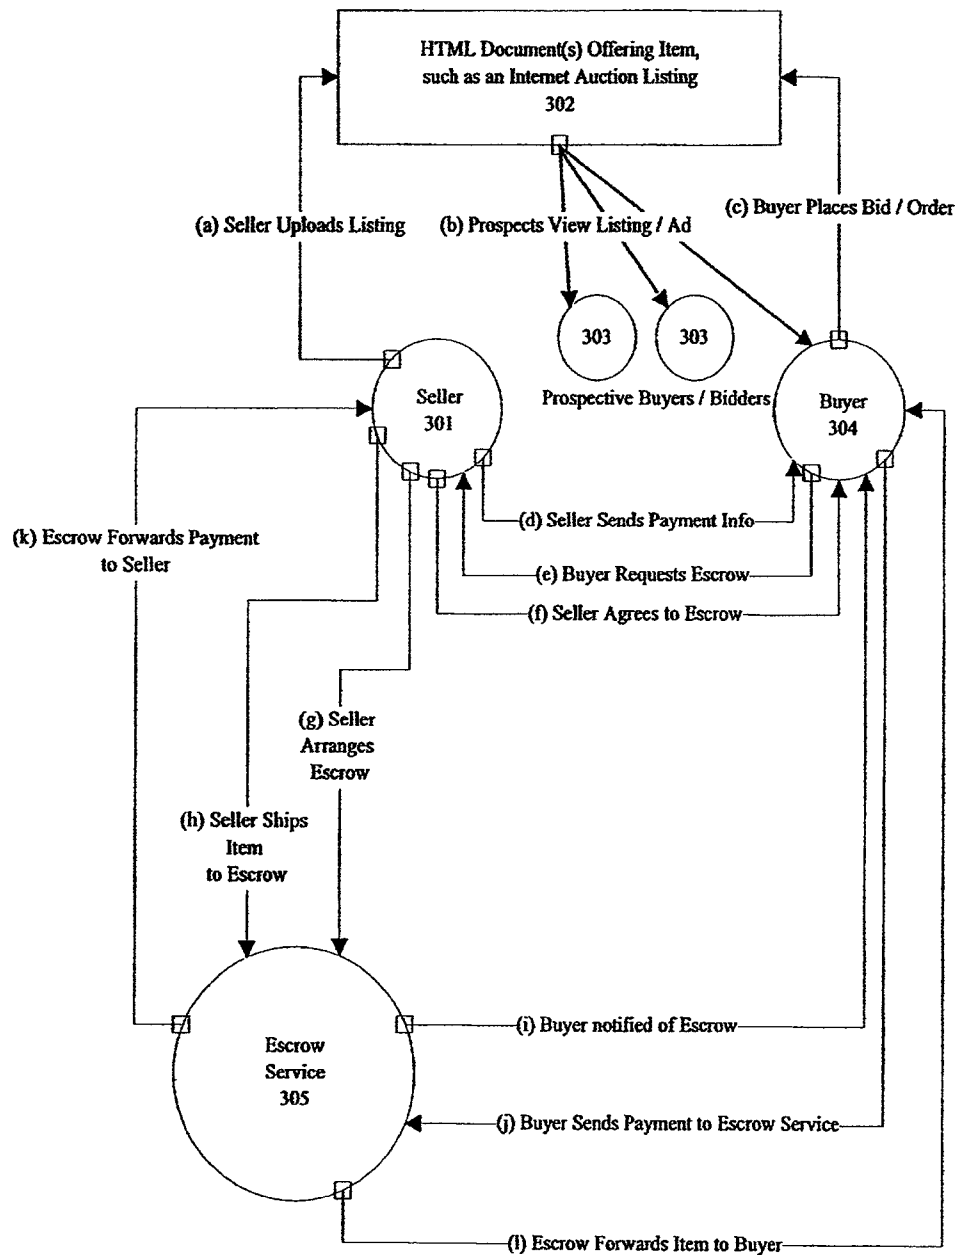 HTML Document(s) Offering Item,
such as an Internet Auction Listing
302
(a) Seller Uploads Listing
(b) Prospects View Listing / Ad
(c) Buyer Places Bid / Order
303
303
Prospective Buyers / Bidders
Seller
301
Buyer
304
(d) Seller Sends Payment Info
(e) Buyer Requests Escrow
(f) Seller Agrees to Escrow
(k) Escrow Forwards Payment
to Seller
(g) Seller
Arranges
Escrow
(h) Seller Ships
Item
to Escrow
Escrow
Service
305
(i) Buyer notified of Escrow
(j) Buyer Sends Payment to Escrow Service
(l) Escrow Forwards Item to Buyer